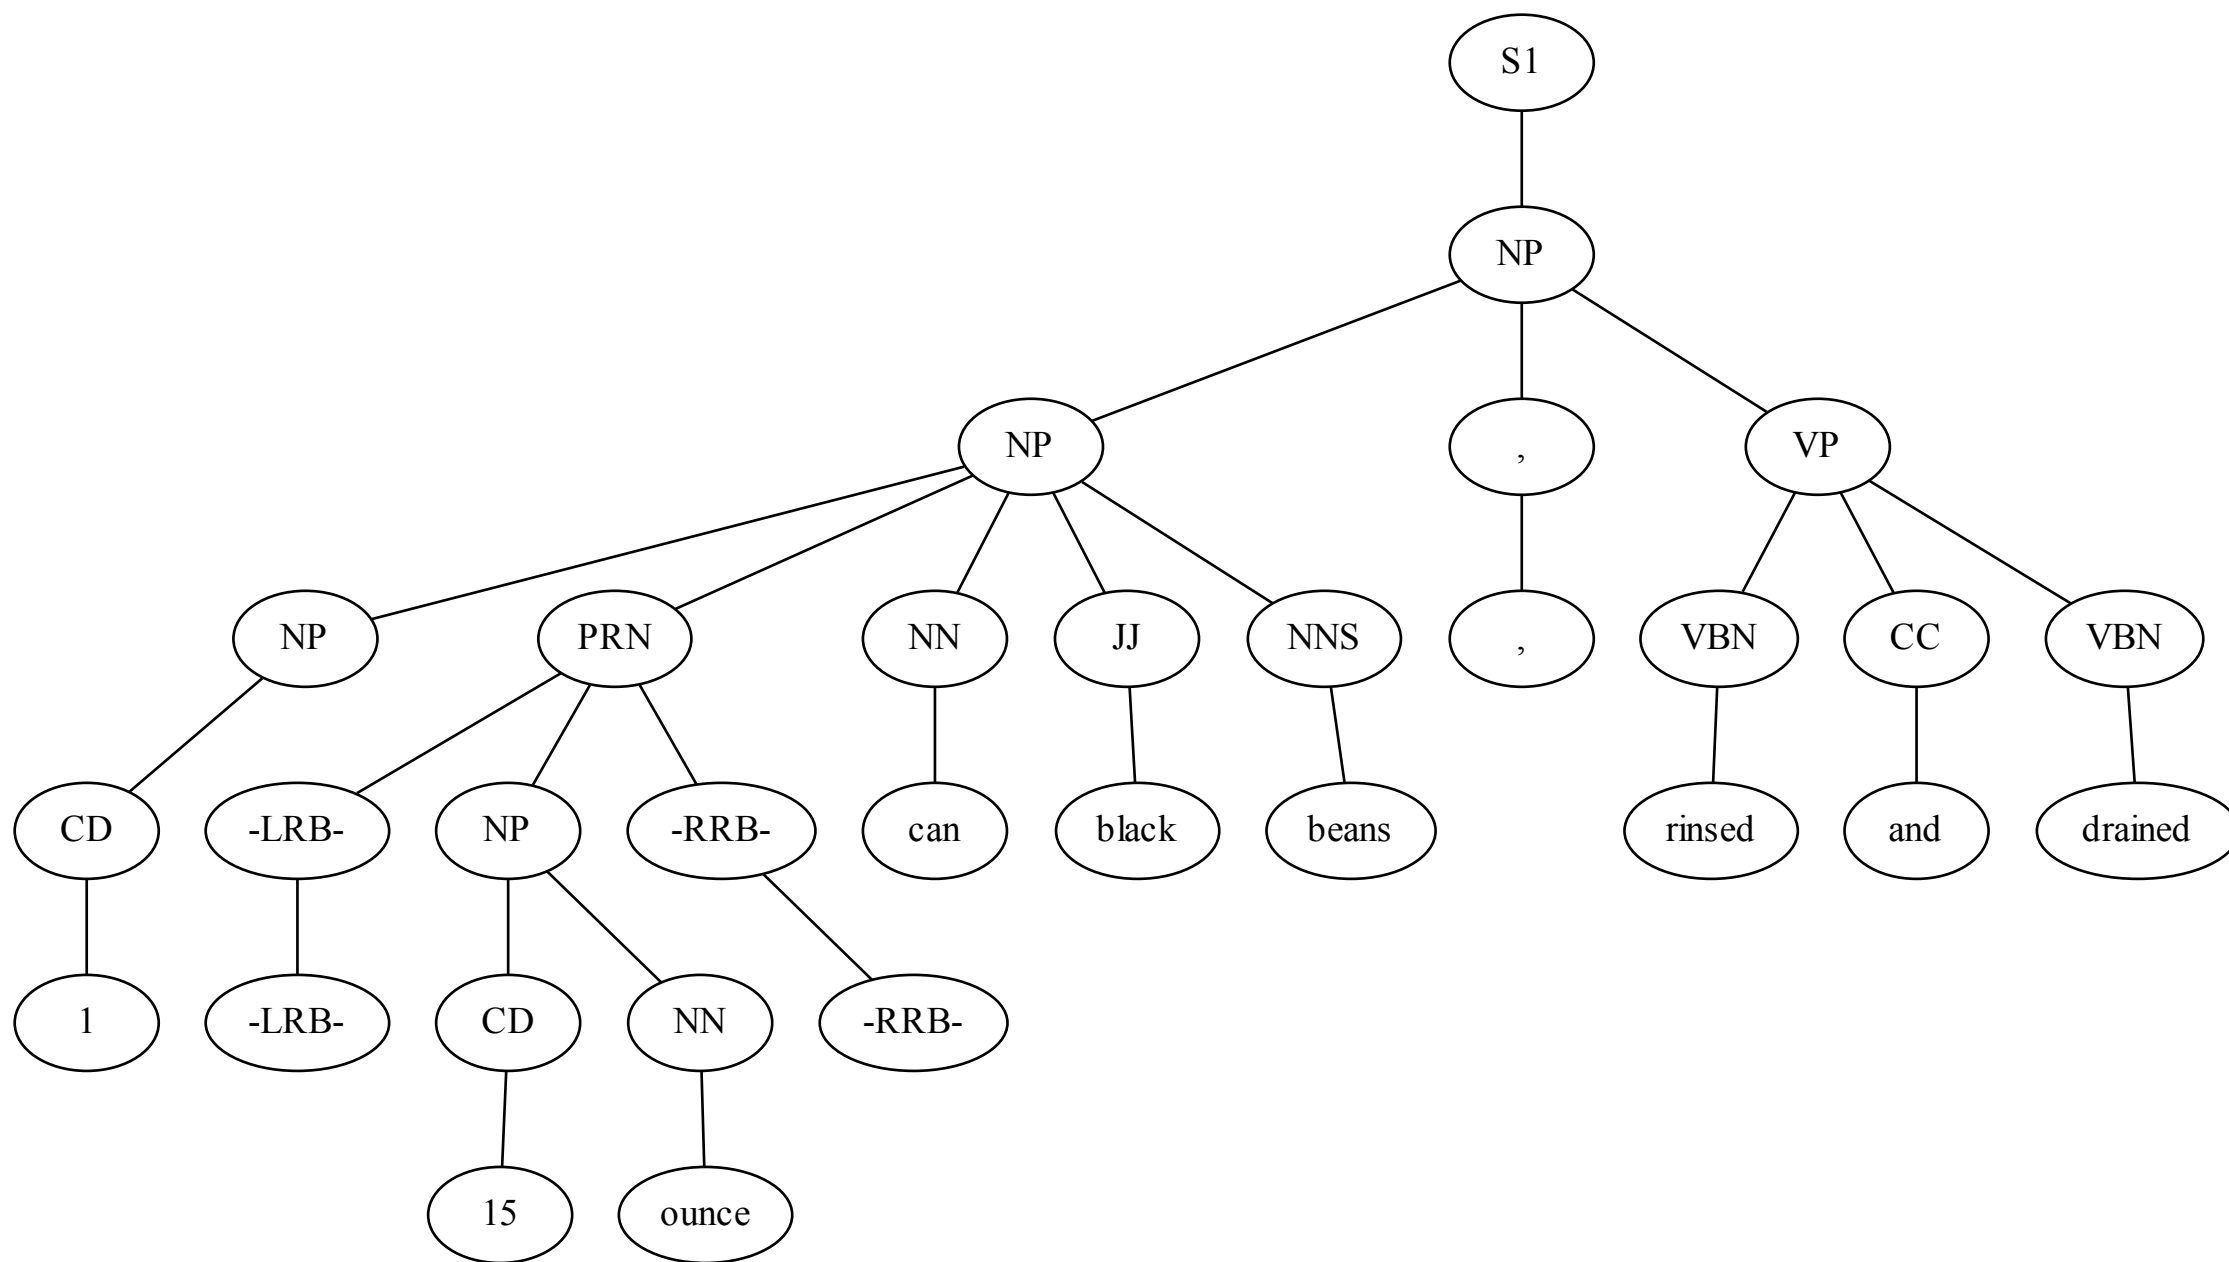 S1
NP
NP , VP
NP PRN NN JJ NNS , VBN CC VBN
CD -LRB- NP -RRB- can black beans rinsed and drained
1 -LRB- CD NN -RRB-
15 ounce